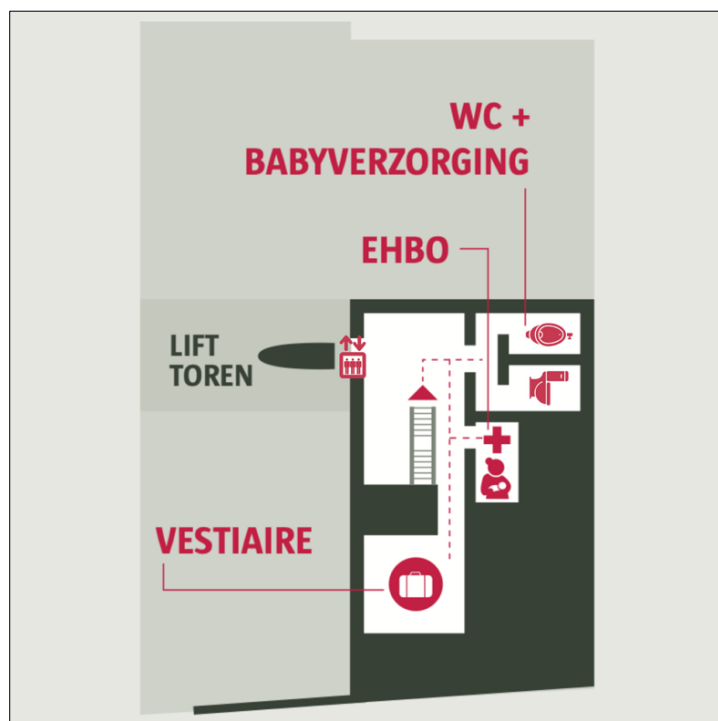 WC +
BABYVERZORGING
EHBO
LIFT
TOREN
VESTIAIRE